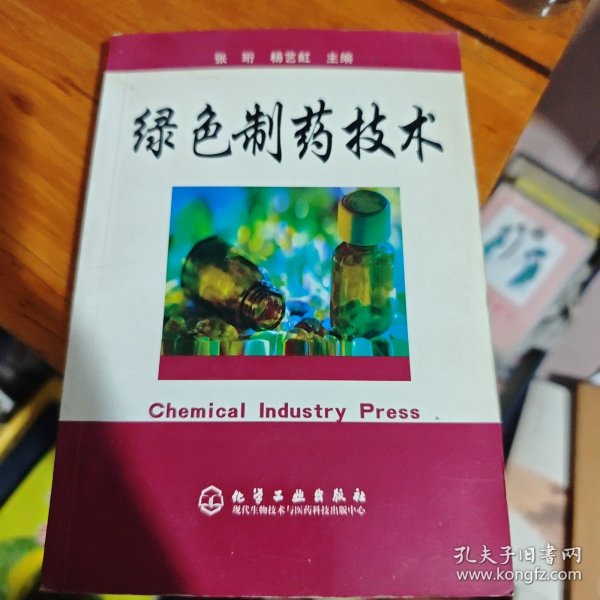 张 珩 杨艺虹 主编
绿色制药技术
Chemical Industry Press
化学工业出版社
现代生物技术与医药科技出版中心
孔夫子旧书网
www.kongfz.com